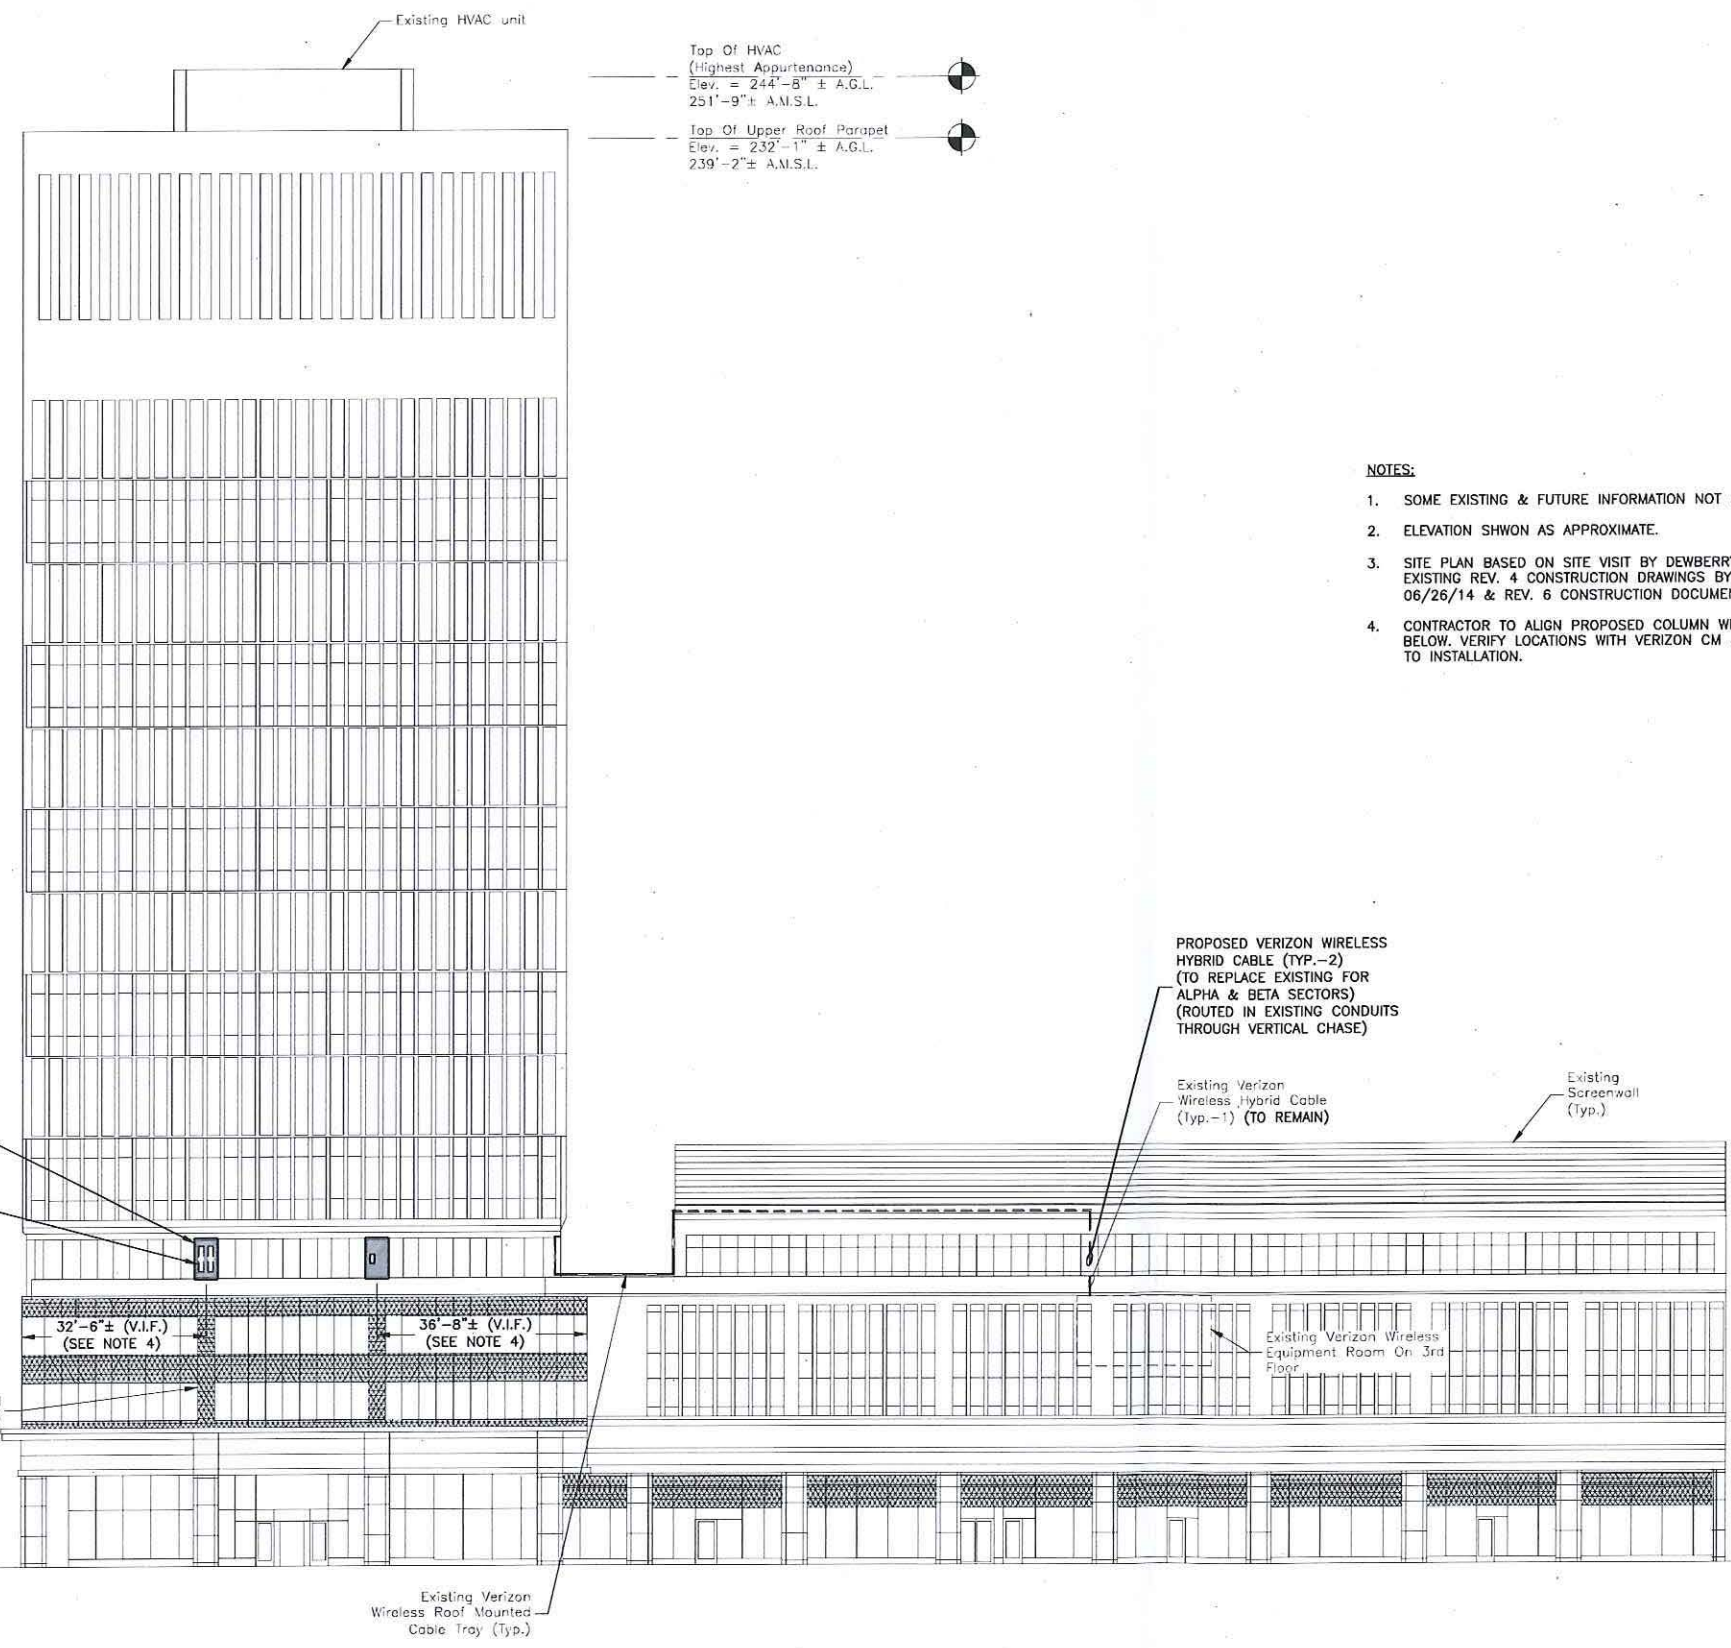 Existing HVAC unit
Top Of HVAC
(Highest Appurtenance)
Elev. = 244'-8" ± A.G.L.
251'-9"± A.M.S.L.
Top Of Upper Roof Parapet
Elev. = 232'-1" ± A.G.L.
239'-2"± A.M.S.L.
NOTES:
1. SOME EXISTING & FUTURE INFORMATION NOT
2. ELEVATION SHWON AS APPROXIMATE.
3. SITE PLAN BASED ON SITE VISIT BY DEWBERRY
EXISTING REV. 4 CONSTRUCTION DRAWINGS BY
06/26/14 & REV. 6 CONSTRUCTION
4. CONTRACTOR TO ALIGN PROPOSED COLUMN
BELOW. VERIFY LOCATIONS WITH VERIZON CM
TO INSTALLATION.
PROPOSED VERIZON WIRELESS
HYBRID CABLE (TYP.-2)
(TO REPLACE EXISTING FOR
ALPHA & BETA SECTORS)
(ROUTED IN EXISTING CONDUITS
THROUGH VERTICAL CHASE)
Existing Verizon
Wireless Hybrid Cable
(Typ.-1) (TO REMAIN)
Existing
Screenwall
(Typ.)
32'-6"± (V.I.F.)
(SEE NOTE 4)
36'-8"± (V.I.F.)
(SEE NOTE 4)
Existing Verizon Wireless
Equipment Room On 3rd
Floor
Existing Verizon
Wireless Roof Mounted
Cable Tray (Typ.)